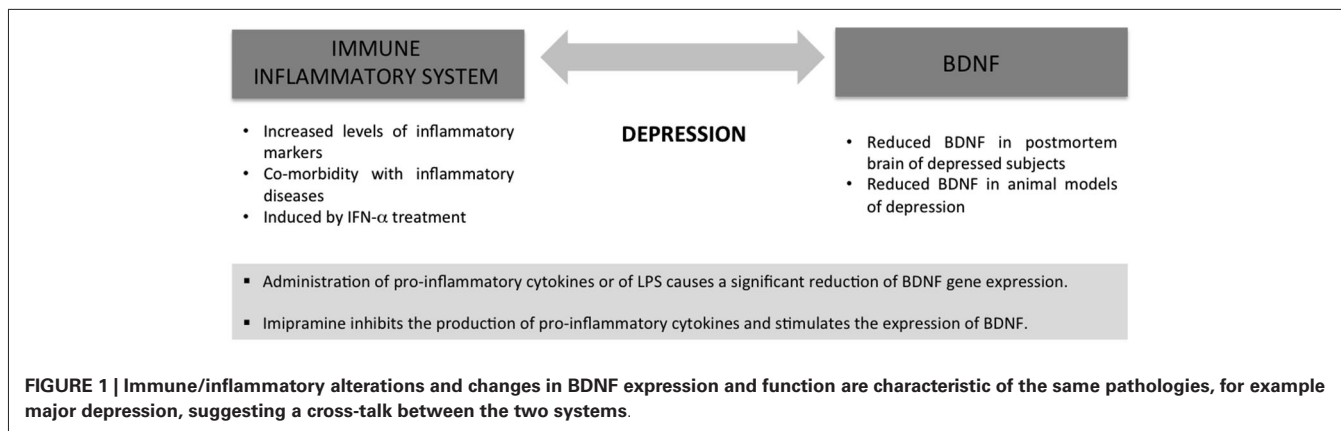 IMMUNE
INFLAMMATORY SYSTEM
BDNF
DEPRESSION
• Increased levels of inflammatory
markers
• Co-morbidity with inflammatory
diseases
• Induced by IFN-α treatment
• Reduced BDNF in postmortem
brain of depressed subjects
• Reduced BDNF in animal models
of depression
▪ Administration of pro-inflammatory cytokines or of LPS causes a significant reduction of BDNF gene expression.
▪ Imipramine inhibits the production of pro-inflammatory cytokines and stimulates the expression of BDNF.
FIGURE 1 | Immune/inflammatory alterations and changes in BDNF expression and function are characteristic of the same pathologies, for example
major depression, suggesting a cross-talk between the two systems.